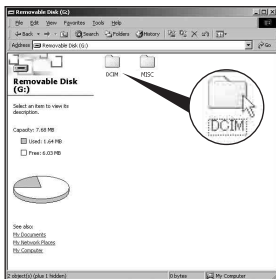 Removable Disk (G:)
File Edit View Favorites Tools Help
Back Search Folders History
Address Removable Disk (G:) Go
Removable Disk
(G:)
Select an item to view its
description.
Capacity: 7.68 MB
Used: 1.64 MB
Free: 6.03 MB
See also:
My Documents
My Network Places
My Computer
DCIM
MISC
DCIM
2 object(s) (plus 1 hidden) 0 bytes My Computer